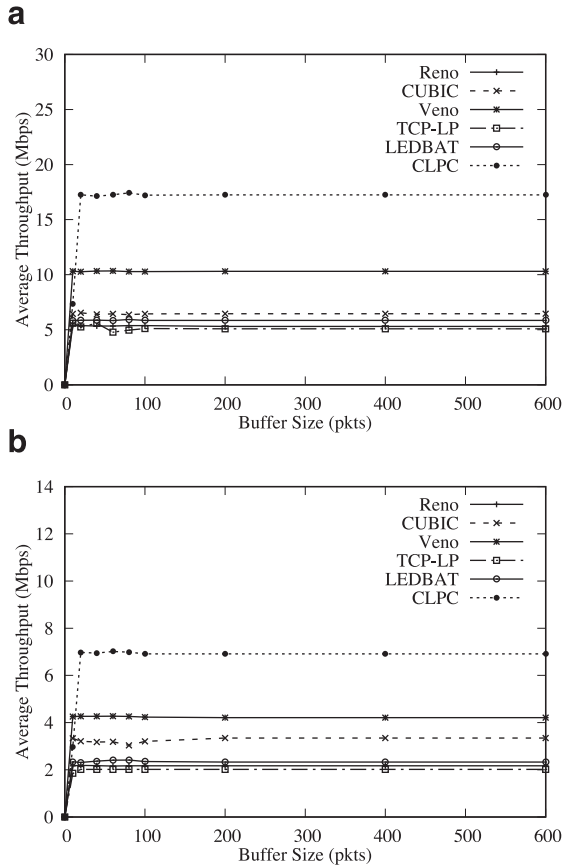 a
30
25
20
15
10
5
0
Average Throughput (Mbps)
Reno
CUBIC
Veno
TCP-LP
LEDBAT
CLPC
0 100 200 300 400 500 600
Buffer Size (pkts)
b
14
12
10
8
6
4
2
0
Average Throughput (Mbps)
Reno
CUBIC
Veno
TCP-LP
LEDBAT
CLPC
0 100 200 300 400 500 600
Buffer Size (pkts)